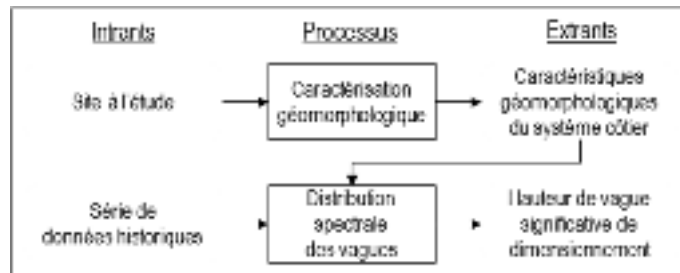 Intrants Processus Extrants
Site à l'étude
Caractérisation
géomorphologique
Caractéristiques
géomorphologiques
du système côtier
Série de
données historiques
Distribution
spectrale
des vagues
Hauteur de vague
significative de
dimensionnement